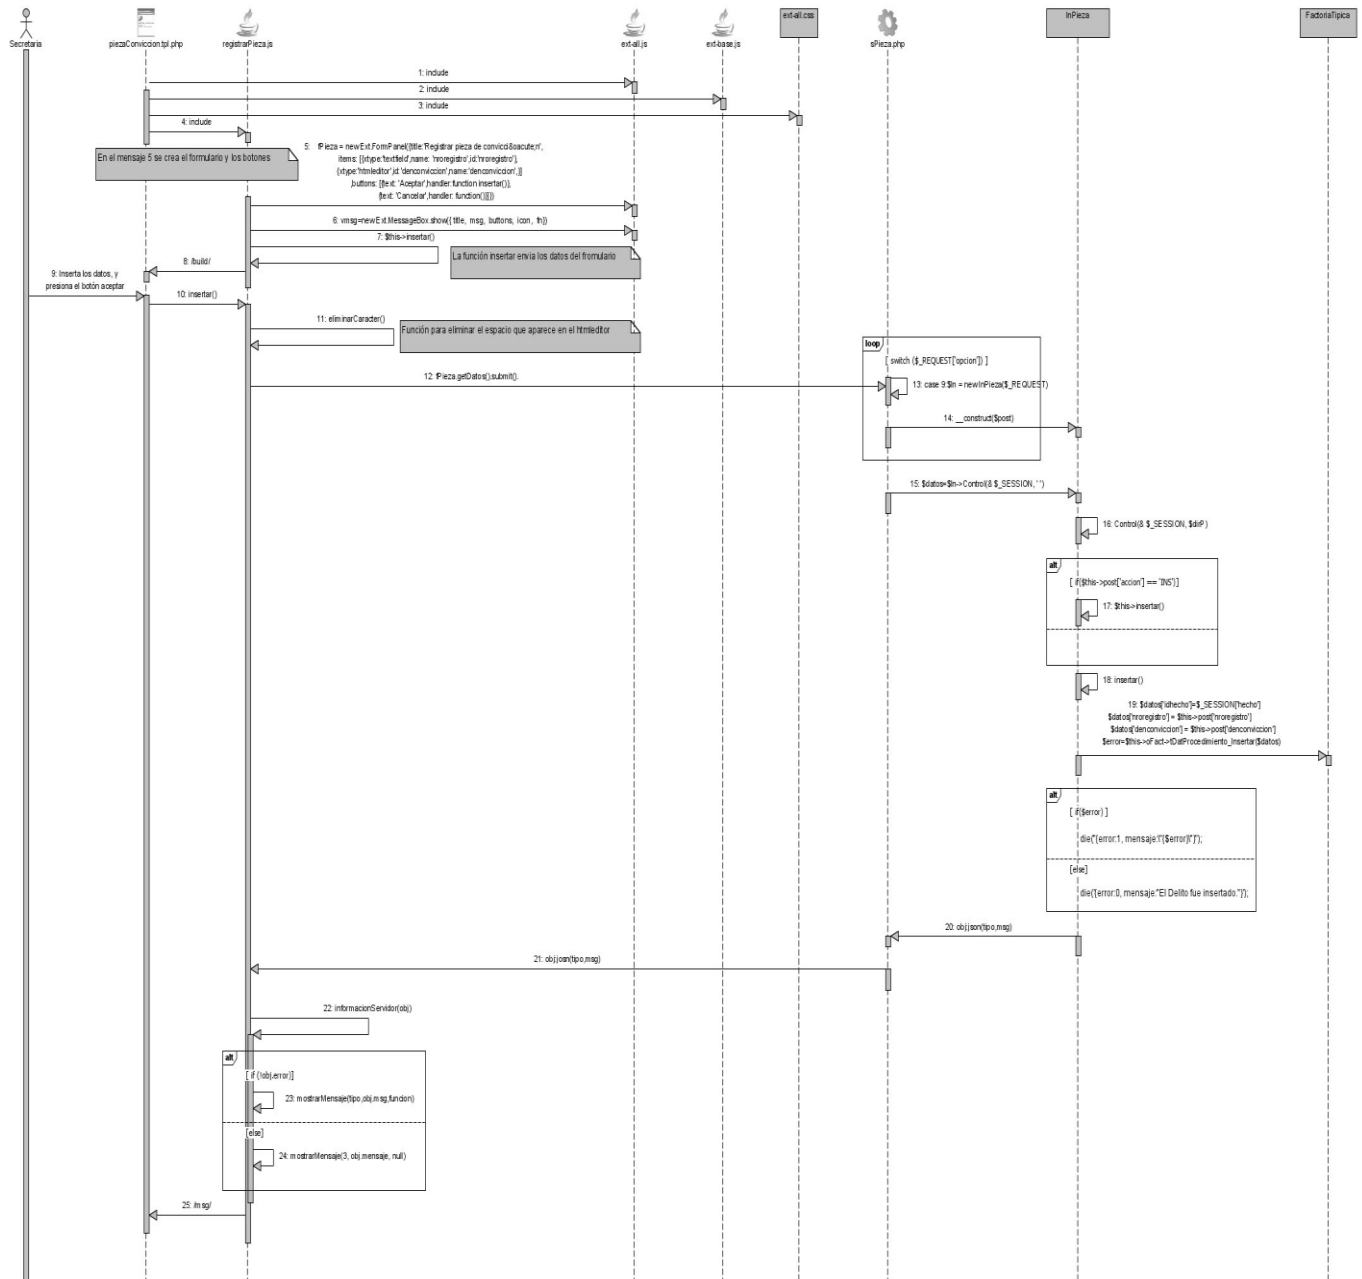 Secretaria
piezaConviccion.tpl.php
registrarPieza.js
ext-all.js
ext-base.js
ext-all.css
sPieza.php
InPieza
FactoriaTipica
1: include
2: include
3: include
4: include
En el mensaje 5 se crea el formulario y los botones
5: fPieza = newExt.FormPanel({title:'Registrar pieza de convicci&oacute;n',
items: [{xtype:'textfield',name: 'nroregistro',id:'nroregistro'},
{xtype:'htmleditor',id:'denconviccion',name:'denconviccion',}]
,buttons: [{text: 'Aceptar',handler:function insertar()},
{text: 'Cancelar',handler: function()}]})
6: vmsg=newExt.MessageBox.show({ title, msg, buttons, icon, fn})
7: $this->insertar()
La función insertar envia los datos del fromulario
8: /build/
9: Inserta los datos, y
presiona el botón aceptar
10: insertar()
11: eliminarCaracter()
Función para eliminar el espacio que aparece en el htmleditor
loop
[ switch ($_REQUEST['opcion']) ]
12: fPieza.getDatos().submit().
13: case 9:$In = newInPieza($_REQUEST)
14: __construct($post)
15: $datos=$In->Control(& $_SESSION, ' ')
16: Control(& $_SESSION, $dirP)
alt
[ if($this->post['accion'] == 'INS')]
17: $this->insertar()
18: insertar()
19: $datos['idhecho']=$_SESSION['hecho']
$datos['nroregistro'] = $this->post['nroregistro']
$datos['denconviccion'] = $this->post['denconviccion']
$error=$this->oFact->tDatProcedimiento_Insertar($datos)
alt
[ if($error) ]
die("{error:1, mensaje:\"{$error}\"}");
[else]
die('{error:0, mensaje:"El Delito fue insertado."}');
20: obj:json(tipo,msg)
21: obj:josn(tipo,msg)
22: informacionServidor(obj)
alt
[ if (!obj.error)]
23: mostrarMensaje(tipo,obj.msg,funcion)
[else]
24: mostrarMensaje(3, obj.mensaje, null)
25: /msg/